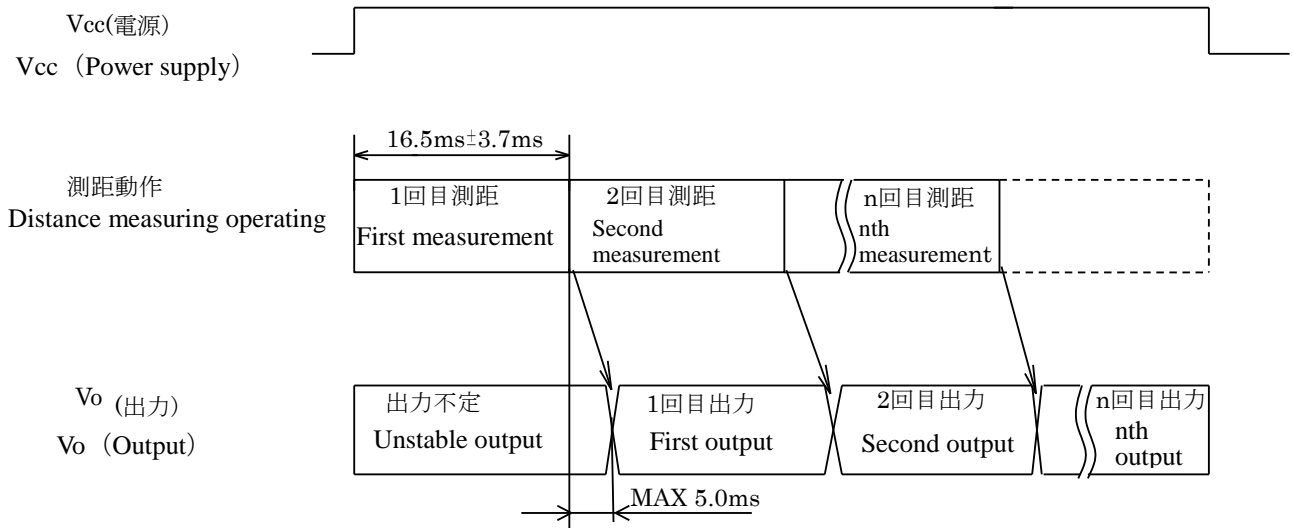 Vcc(電源)
Vcc（Power supply）
16.5ms±3.7ms
測距動作
Distance measuring operating
1回目測距
First measurement
2回目測距
Second
measurement
n回目測距
nth
measurement
Vo (出力)
Vo（Output）
出力不定
Unstable output
1回目出力
First output
2回目出力
Second output
n回目出力
nth
output
MAX 5.0ms